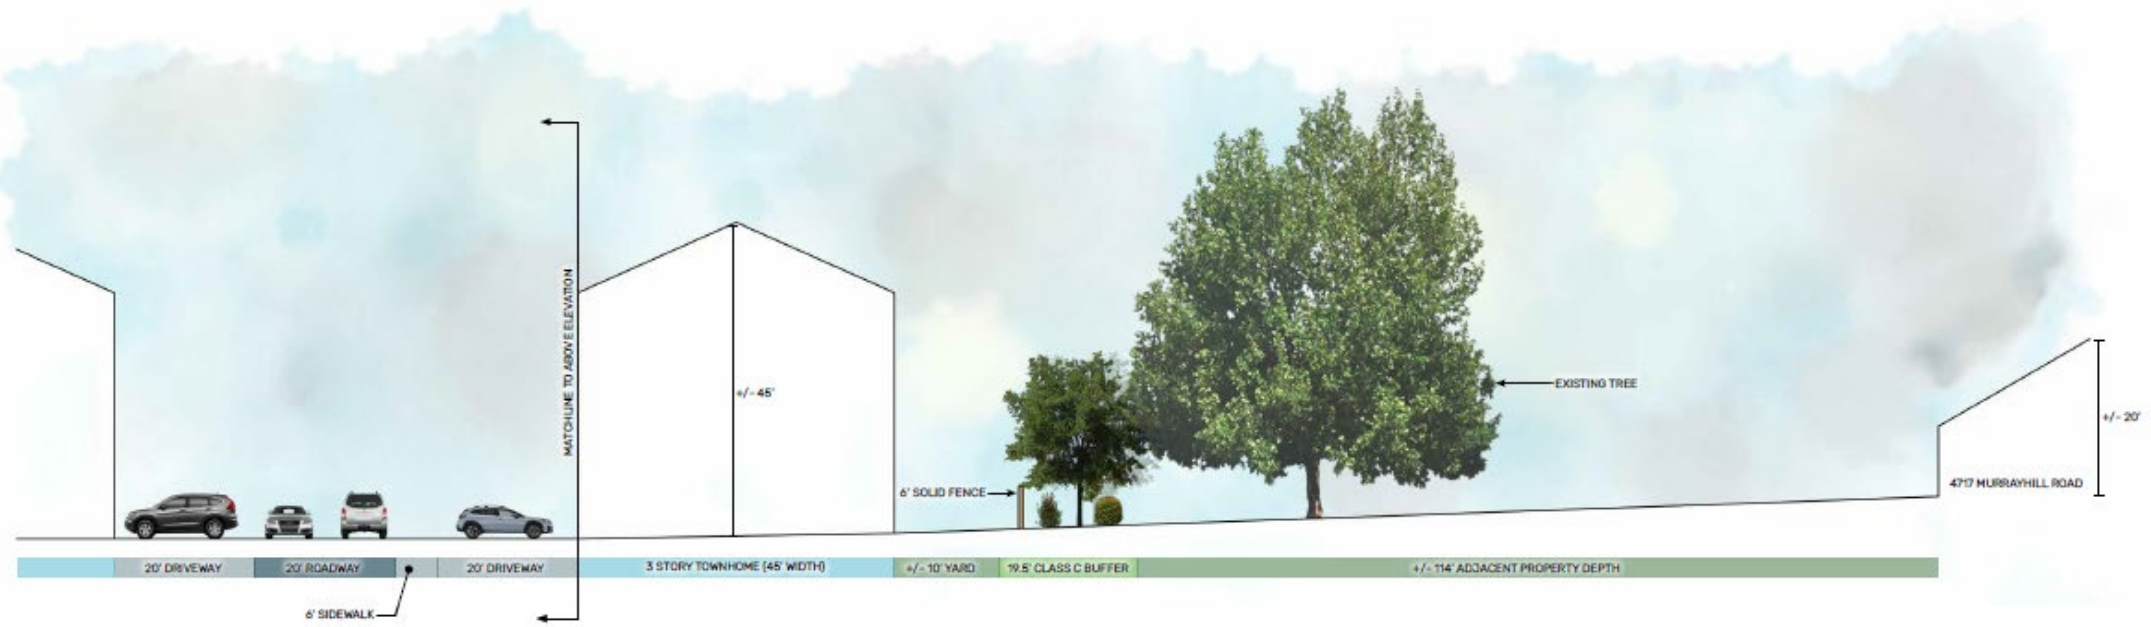 MATCHLINE TO ABOVE ELEVATION
+/- 45'
EXISTING TREE
+/- 20'
6' SOLID FENCE
4717 MURRAYHILL ROAD
20' DRIVEWAY
20' ROADWAY
20' DRIVEWAY
3 STORY TOWNHOME (45' WIDTH)
+/- 10' YARD
19.5' CLASS C BUFFER
+/- 114' ADJACENT PROPERTY DEPTH
6' SIDEWALK